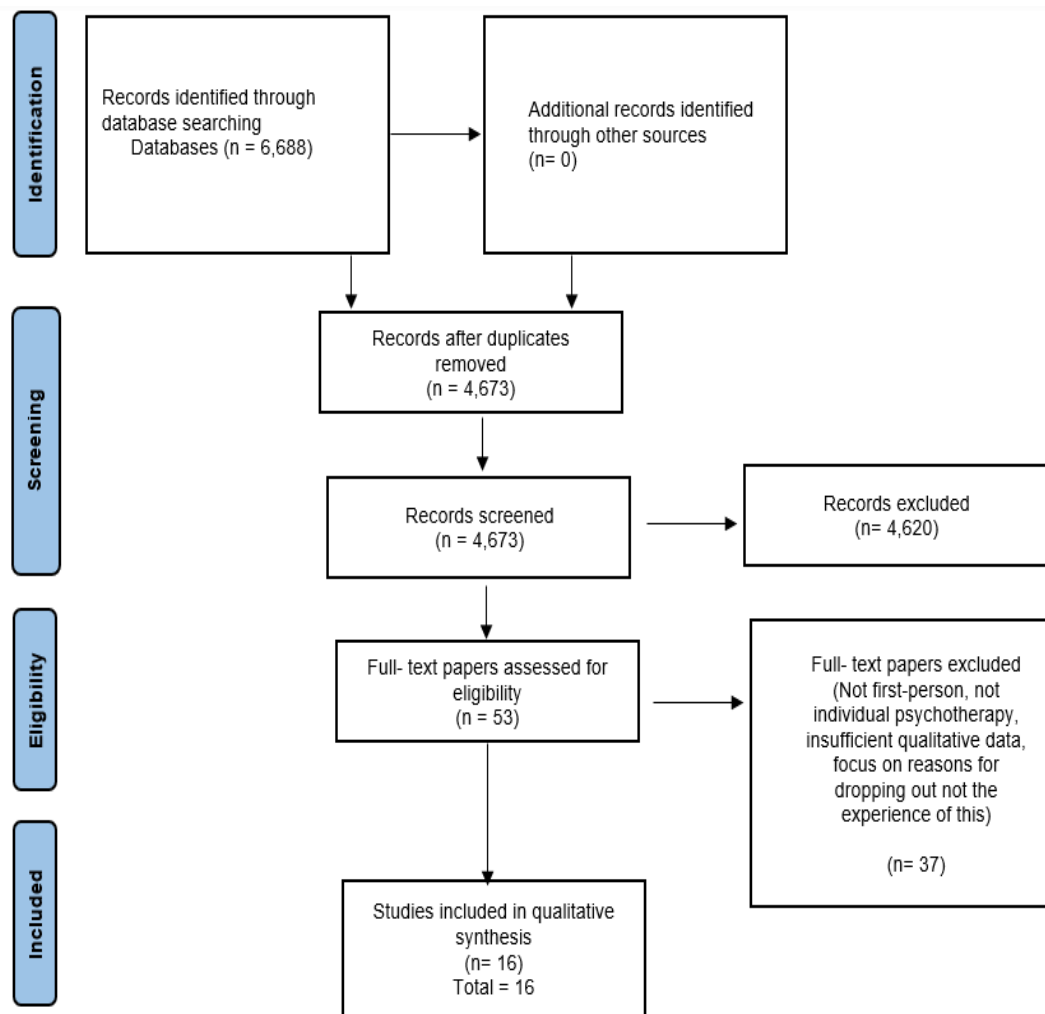 Identification
Records identified through
database searching
Databases (n = 6,688)
Additional records identified
through other sources
(n= 0)
Screening
Records after duplicates
removed
(n = 4,673)
Records screened
(n = 4,673)
Records excluded
(n= 4,620)
Eligibility
Full- text papers assessed for
eligibility
(n = 53)
Full- text papers excluded
(Not first-person, not
individual psychotherapy,
insufficient qualitative data,
focus on reasons for
dropping out not the
experience of this)
(n= 37)
Included
Studies included in qualitative
synthesis
(n= 16)
Total = 16